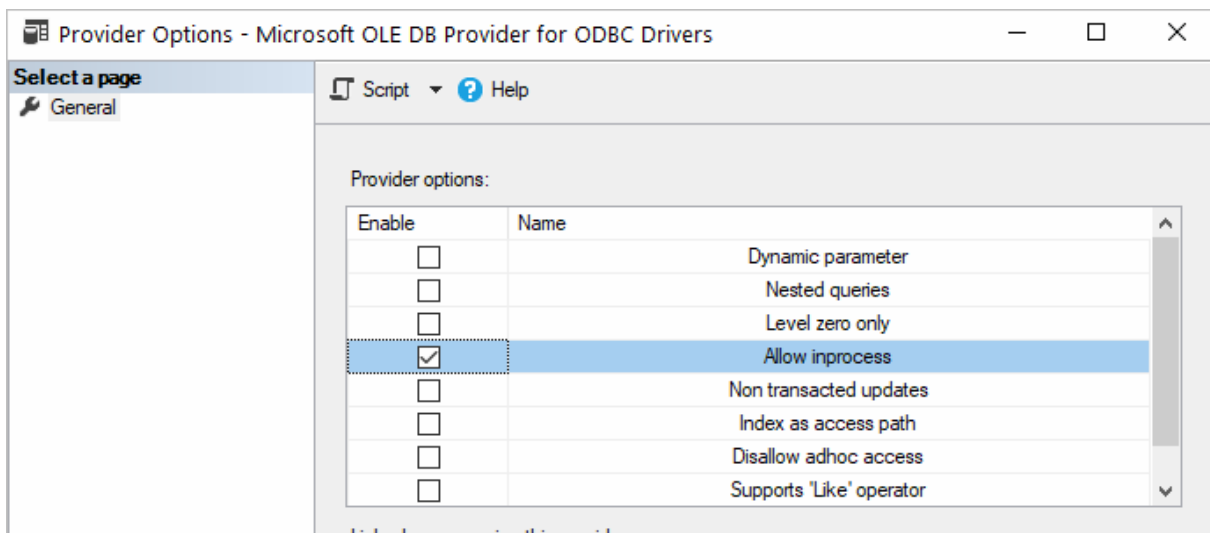 Provider Options - Microsoft OLE DB Provider for ODBC Drivers
Select a page
General
Script Help
Provider options:
Enable Name
Dynamic parameter
Nested queries
Level zero only
Allow inprocess
Non transacted updates
Index as access path
Disallow adhoc access
Supports 'Like' operator